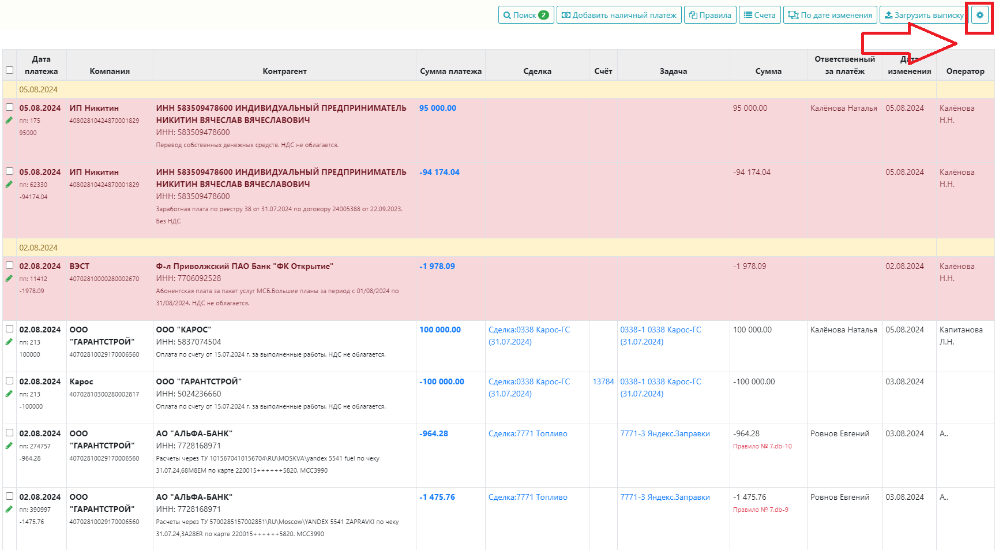 Поиск 2 Добавить наличный платёж Правила Счета По дате изменения Загрузить выписку
Дата платежа Компания Контрагент Сумма платежа Сделка Счёт Задача Сумма Ответственный за платёж Дата изменения Оператор
05.08.2024
05.08.2024 ИП Никитин ИНН 583509478600 ИНДИВИДУАЛЬНЫЙ ПРЕДПРИНИМАТЕЛЬ 95 000.00 95 000.00 Калёнова Наталья 05.08.2024 Калёнова
пп: 175 40802810424870001829 НИКИТИН ВЯЧЕСЛАВ ВЯЧЕСЛАВОВИЧ Н.Н.
95000 ИНН: 583509478600
Перевод собственных денежных средств. НДС не облагается.
05.08.2024 ИП Никитин ИНН 583509478600 ИНДИВИДУАЛЬНЫЙ ПРЕДПРИНИМАТЕЛЬ -94 174.04 -94 174.04 05.08.2024 Калёнова
пп: 62330 40802810424870001829 НИКИТИН ВЯЧЕСЛАВ ВЯЧЕСЛАВОВИЧ Н.Н.
-94174.04 ИНН: 583509478600
Заработная плата по реестру 38 от 31.07.2024 по договору 24005388 от 22.09.2023.
Без НДС
02.08.2024
02.08.2024 ВЭСТ Ф-л Приволжский ПАО Банк "ФК Открытие" -1 978.09 -1 978.09 02.08.2024 Калёнова
пп: 11412 40702810000280002670 ИНН: 7706092528 Н.Н.
-1978.09 Абонентская плата за пакет услуг МСБ.Большие планы за период с 01/08/2024 по
31/08/2024. НДС не облагается.
02.08.2024 ООО ООО "КАРОС" 100 000.00 Сделка:0338 Карос-ГС 0338-1 0338 Карос-ГС 100 000.00 Калёнова Наталья 05.08.2024 Капитанова
пп: 213 "ГАРАНТСТРОЙ" ИНН: 5837074504 (31.07.2024) (31.07.2024) Л.Н.
100000 40702810029170006560 Оплата по счету от 15.07.2024 г. за выполненные работы. НДС не облагается.
02.08.2024 Карос ООО "ГАРАНТСТРОЙ" -100 000.00 Сделка:0338 Карос-ГС 13784 0338-1 0338 Карос-ГС -100 000.00 03.08.2024
пп: 213 40702810300280002817 ИНН: 5024236660 (31.07.2024) (31.07.2024)
-100000 Оплата по счету от 15.07.2024 г. за выполненные работы. НДС не облагается.
02.08.2024 ООО АО "АЛЬФА-БАНК" -964.28 Сделка:7771 Топливо 7771-3 Яндекс.Заправки -964.28 Ровнов Евгений 03.08.2024 А..
пп: 274757 "ГАРАНТСТРОЙ" ИНН: 7728168971 Правило № 7.db-10
-964.28 40702810029170006560 Расчеты через ТУ 1015670410156704\RU\MOSKVA\yandex 5541 fuel по чеку
31.07.24,68M8EM по карте 220015++++++5820. MCC3990
02.08.2024 ООО АО "АЛЬФА-БАНК" -1 475.76 Сделка:7771 Топливо 7771-3 Яндекс.Заправки -1 475.76 Ровнов Евгений 03.08.2024 А..
пп: 390997 "ГАРАНТСТРОЙ" ИНН: 7728168971 Правило № 7.db-9
-1475.76 40702810029170006560 Расчеты через ТУ 5700285157002851\RU\Moscow\YANDEX 5541 ZAPRAVKI по чеку
31.07.24,3A28ER по карте 220015++++++5820. MCC3990